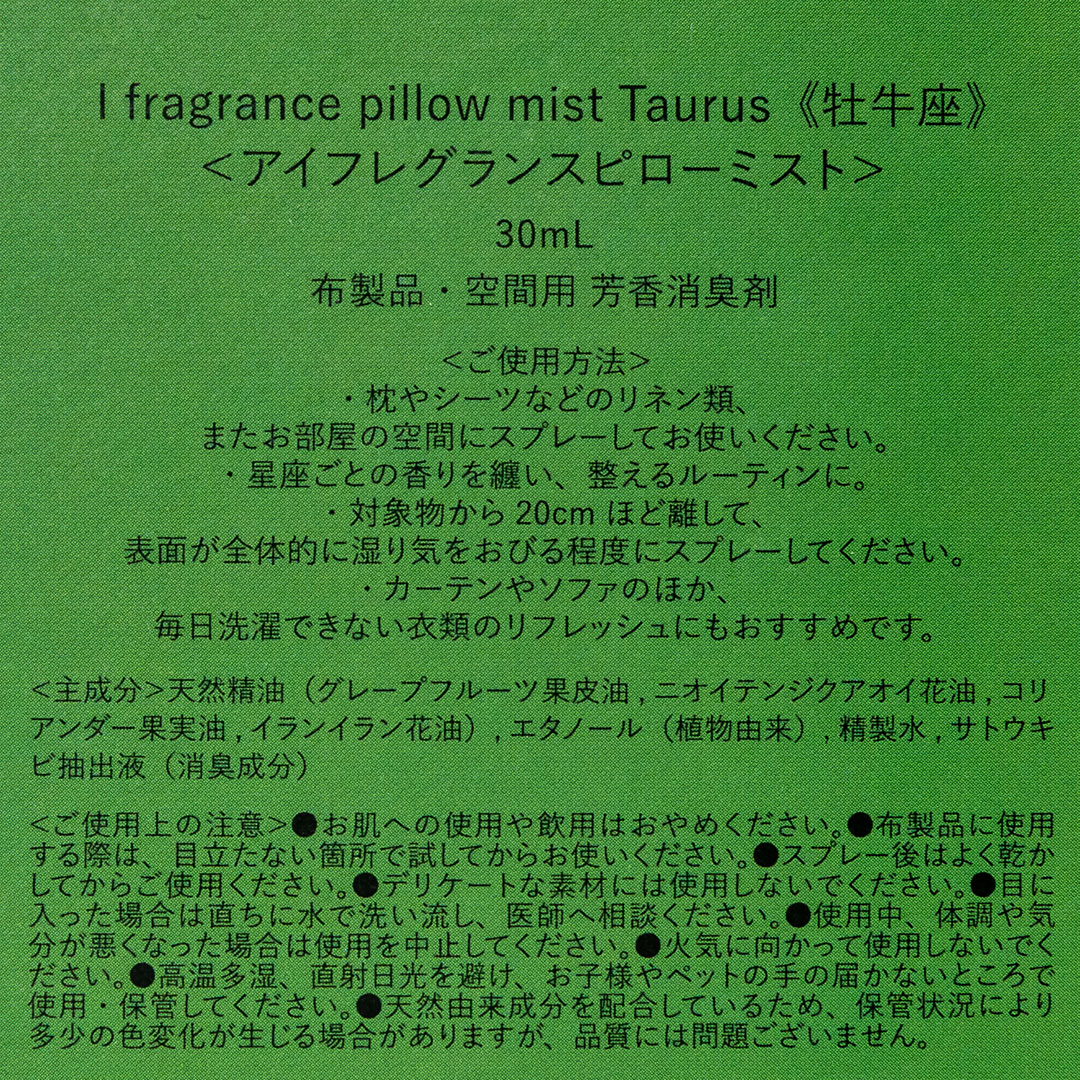 I fragrance pillow mist Taurus《牡牛座》
<アイフレグランスピローミスト>
30mL
布製品・空間用 芳香消臭剤
<ご使用方法>
・枕やシーツなどのリネン類、
またお部屋の空間にスプレーしてお使いください。
・星座ごとの香りを纏い、整えるルーティンに。
・対象物から 20cm ほど離して、
表面が全体的に湿り気をおびる程度にスプレーしてください。
・カーテンやソファのほか、
毎日洗濯できない衣類のリフレッシュにもおすすめです。
<主成分>天然精油（グレープフルーツ果皮油 , ニオイテンジクアオイ花油 , コリ
アンダー果実油 , イランイラン花油）, エタノール（植物由来）, 精製水 , サトウキ
ビ抽出液（消臭成分）
<ご使用上の注意>●お肌への使用や飲用はおやめください。●布製品に使用
する際は、目立たない箇所で試してからお使いください。●スプレー後はよく乾か
してからご使用ください。●デリケートな素材には使用しないでください。●目に
入った場合は直ちに水で洗い流し、医師へ相談ください。●使用中、体調や気
分が悪くなった場合は使用を中止してください。●火気に向かって使用しないでく
ださい。●高温多湿、直射日光を避け、お子様やペットの手の届かないところで
使用・保管してください。●天然由来成分を配合しているため、保管状況により
多少の色変化が生じる場合がありますが、品質には問題ございません。